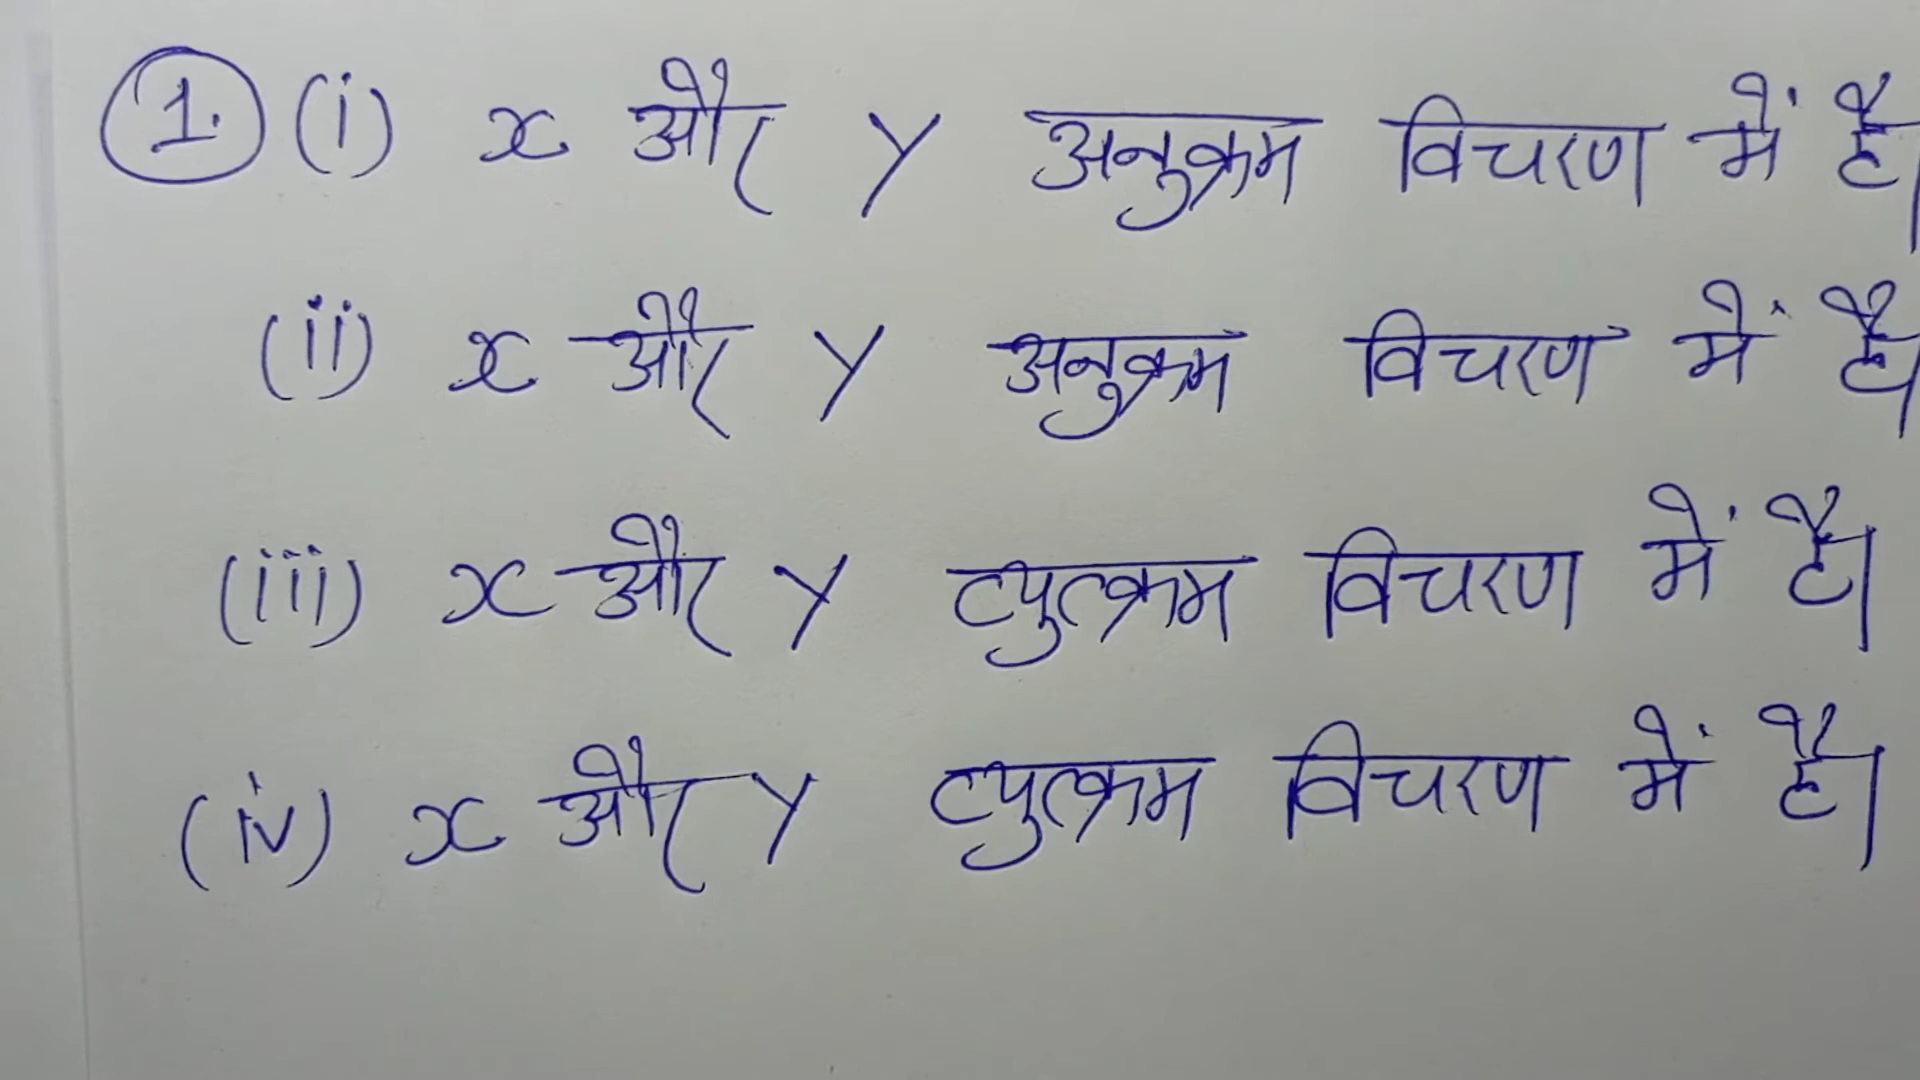 1. (i) x और y अनुक्रम विचरण में है।
(ii) x और y अनुक्रम विचरण में है।
(iii) x और y व्युत्क्रम विचरण में है।
(iv) x और y व्युत्क्रम विचरण में है।